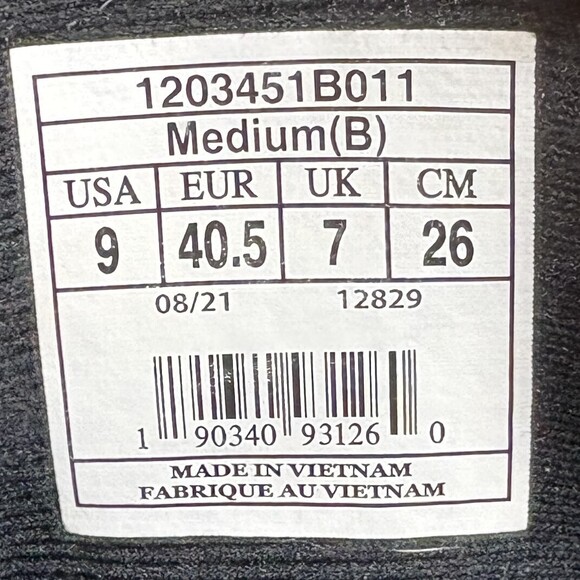 1203451B011
Medium(B)
USA EUR UK CM
9 40.5 7 26
08/21 12829
1 90340 93126 0
MADE IN VIETNAM
FABRIQUE AU VIETNAM